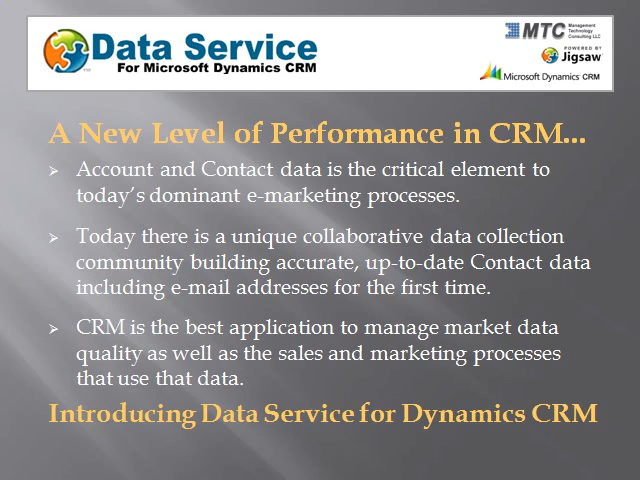 Data Service
For Microsoft Dynamics CRM
MTC Management
Technology
Consulting LLC
POWERED BY
Jigsaw
Microsoft Dynamics CRM
A New Level of Performance in CRM...
Account and Contact data is the critical element to
today's dominant e-marketing processes.
Today there is a unique collaborative data collection
community building accurate, up-to-date Contact data
including e-mail addresses for the first time.
CRM is the best application to manage market data
quality as well as the sales and marketing processes
that use that data.
Introducing Data Service for Dynamics CRM